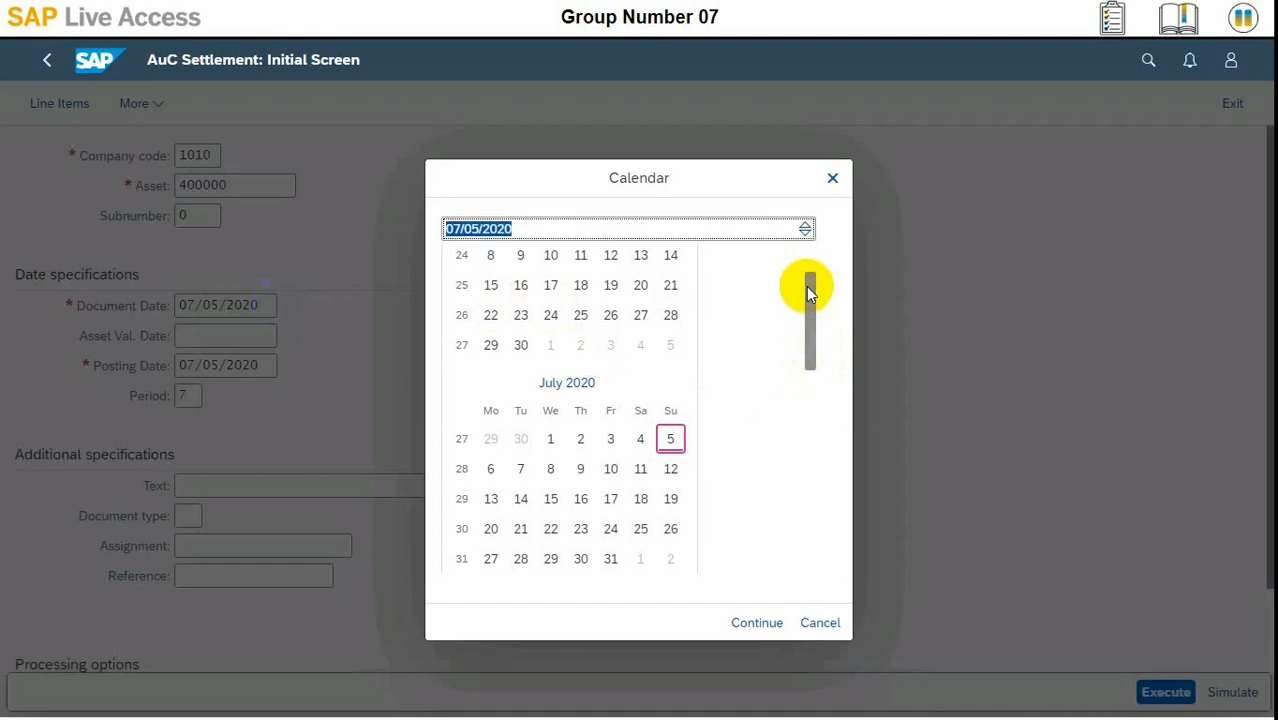 SAP Live Access
Group Number 07
SAP
AuC Settlement: Initial Screen
Line Items
More
Exit
* Company code: 1010
* Asset: 400000
Subnumber: 0
Date specifications
* Document Date: 07/05/2020
Asset Val. Date:
* Posting Date: 07/05/2020
Period: 7
Additional specifications
Text:
Document type:
Assignment:
Reference:
Processing options
Execute
Simulate
Calendar
07/05/2020
24 8 9 10 11 12 13 14
25 15 16 17 18 19 20 21
26 22 23 24 25 26 27 28
27 29 30 1 2 3 4 5
July 2020
Mo Tu We Th Fr Sa Su
27 29 30 1 2 3 4 5
28 6 7 8 9 10 11 12
29 13 14 15 16 17 18 19
30 20 21 22 23 24 25 26
31 27 28 29 30 31 1 2
Continue
Cancel